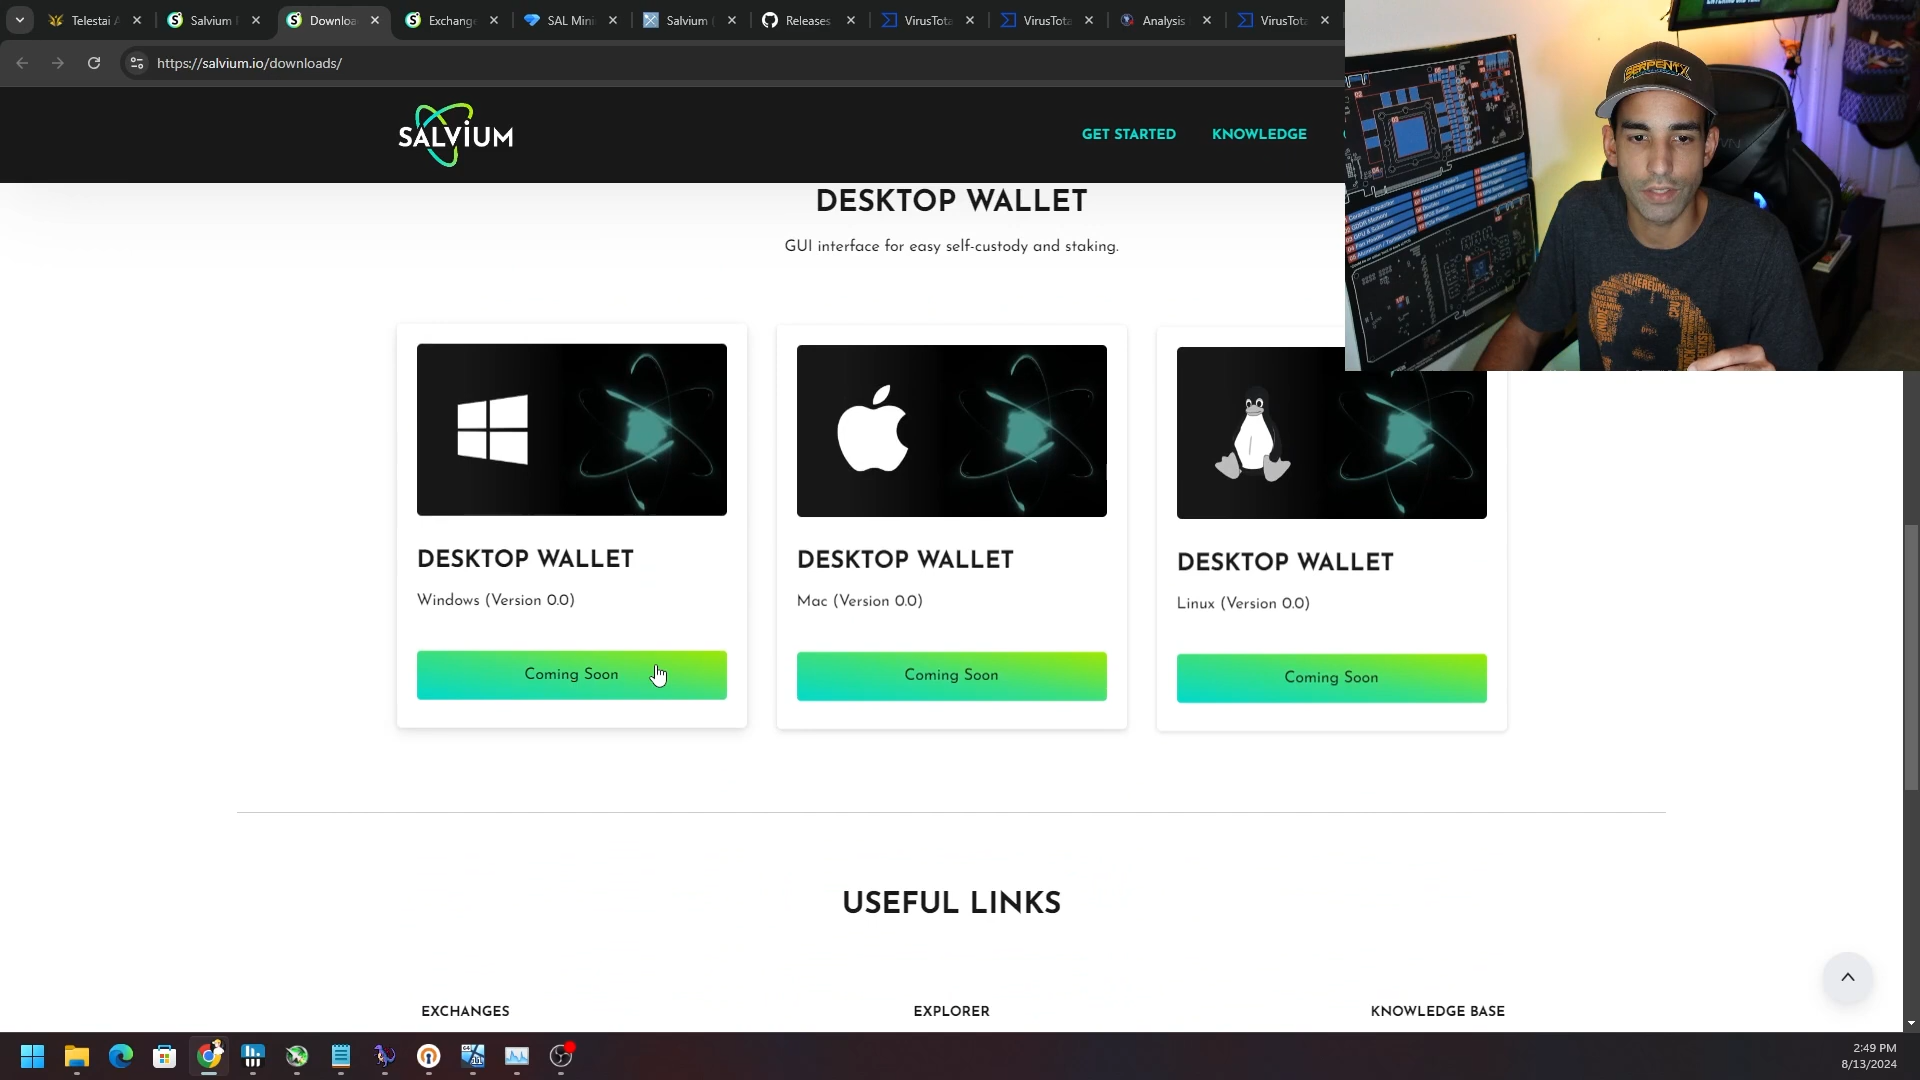 Telestai
Salvium
Downloa
Exchange
SAL Mini
Salvium (
Releases
VirusTota
VirusTota
Analysis
VirusTota
https://salvium.io/downloads/
SALVIUM
GET STARTED
KNOWLEDGE
SERPENTX
ETHEREUM
DESKTOP WALLET
GUI interface for easy self-custody and staking.
DESKTOP WALLET
Windows (Version 0.0)
Coming Soon
DESKTOP WALLET
Mac (Version 0.0)
Coming Soon
DESKTOP WALLET
Linux (Version 0.0)
Coming Soon
USEFUL LINKS
EXCHANGES
EXPLORER
KNOWLEDGE BASE
2:49 PM
8/13/2024